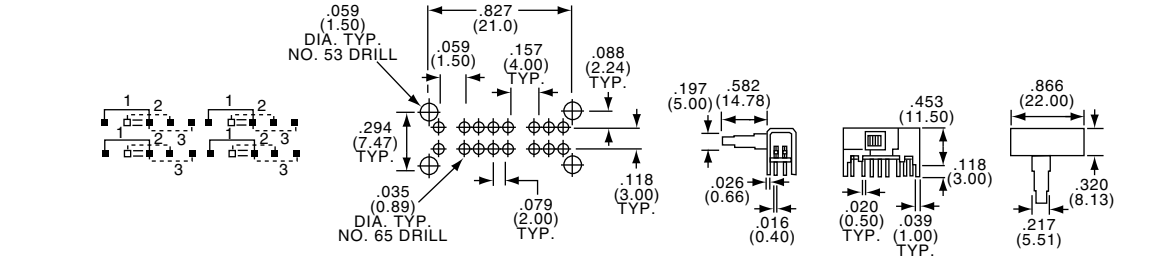 1 2 3
1 2 3
1 2 3
1 2 3
.059
(1.50)
DIA. TYP.
NO. 53 DRILL
.827
(21.0)
.059
(1.50)
.157
(4.00)
TYP.
.088
(2.24)
TYP.
.294
(7.47)
TYP.
.035
(0.89)
DIA. TYP.
NO. 65 DRILL
.079
(2.00)
TYP.
.118
(3.00)
TYP.
.197
(5.00)
.582
(14.78)
.026
(0.66)
.016
(0.40)
.453
(11.50)
.118
(3.00)
.020
(0.50)
TYP.
.039
(1.00)
TYP.
.866
(22.00)
.320
(8.13)
.217
(5.51)